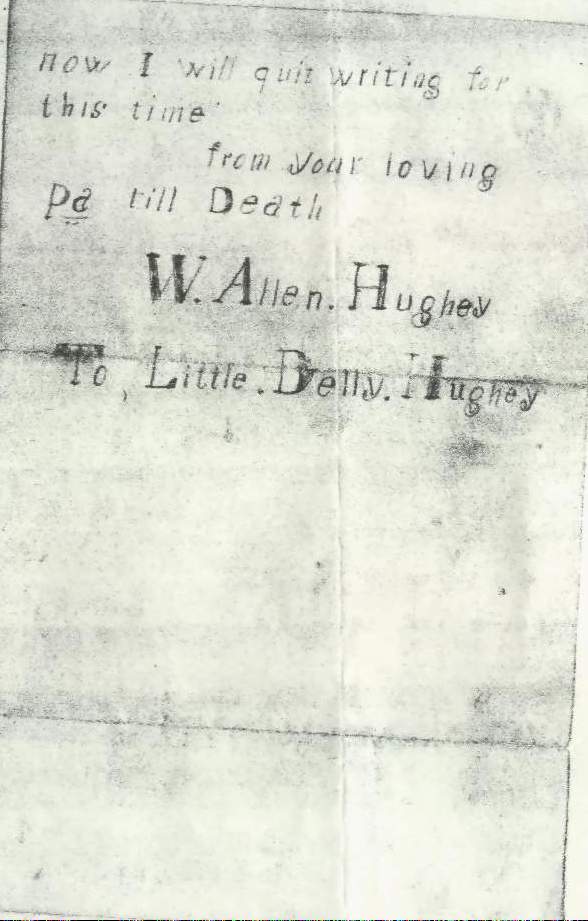 now I will quit writing for
this time
from your loving
Pa till Death
W. Allen. Hughey
To, Little. Delly. Hughey